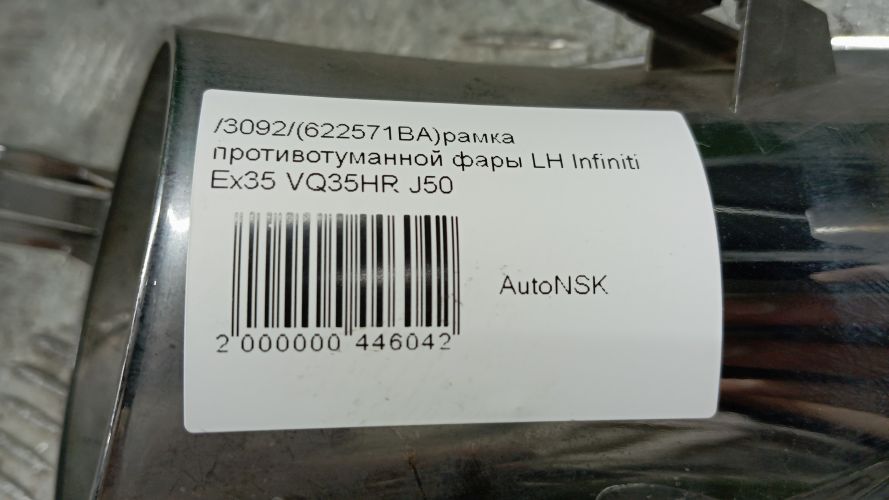 /3092/(622571BA)рамка
противотуманной фары LH Infiniti
Ex35 VQ35HR J50
AutoNSK
2 000000 446042